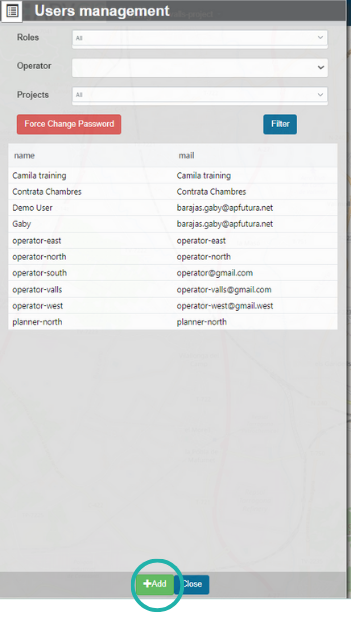 Users management
Roles All
Operator
Projects All
Force Change Password Filter
name mail
Camila training Camila training
Contrata Chambres Contrata Chambres
Demo User barajas.gaby@apfutura.net
Gaby barajas.gaby@apfutura.net
operator-east operator-east
operator-north operator-north
operator-south operator@gmail.com
operator-valls operator-valls@gmail.com
operator-west operator-west@gmail.west
planner-north planner-north
+Add Close